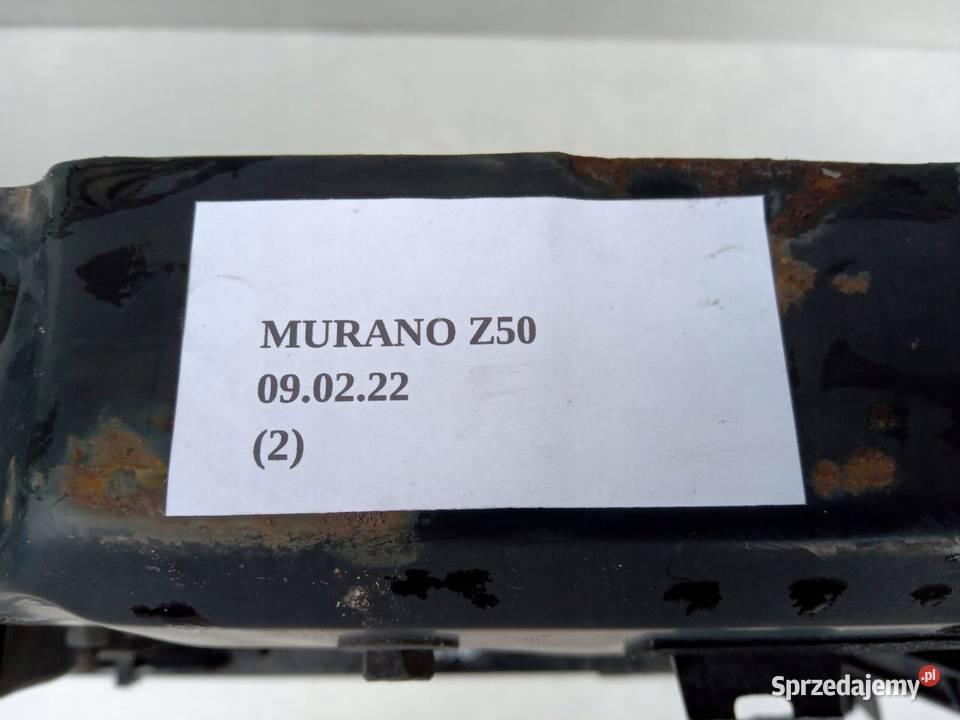 MURANO Z50
09.02.22
(2)
Sprzedajemy.pl